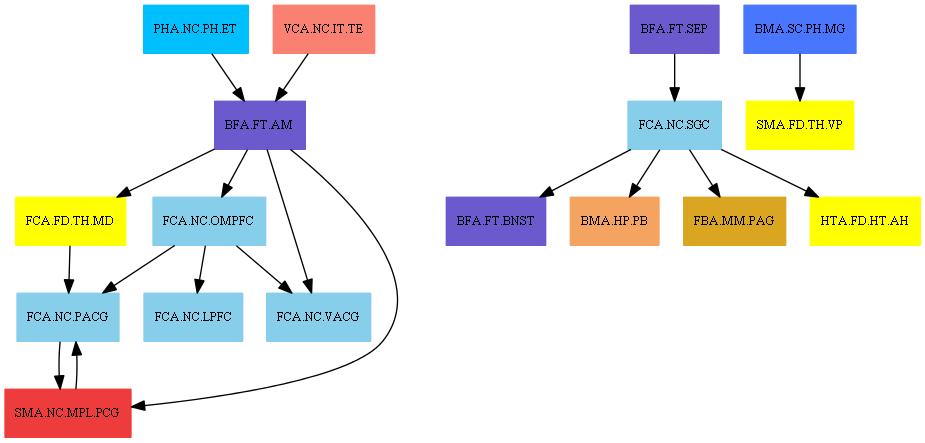 PHA.NC.PH.ET
VCA.NC.IT.TE
BFA.FT.SEP
BMA.SC.PH.MG
BFA.FT.AM
FCA.NC.SGC
SMA.FD.TH.VP
FCA.FD.TH.MD
FCA.NC.OMPFC
BFA.FT.BNST
BMA.HP.PB
FBA.MM.PAG
HTA.FD.HT.AH
FCA.NC.PACG
FCA.NC.LPFC
FCA.NC.VACG
SMA.NC.MPL.PCG